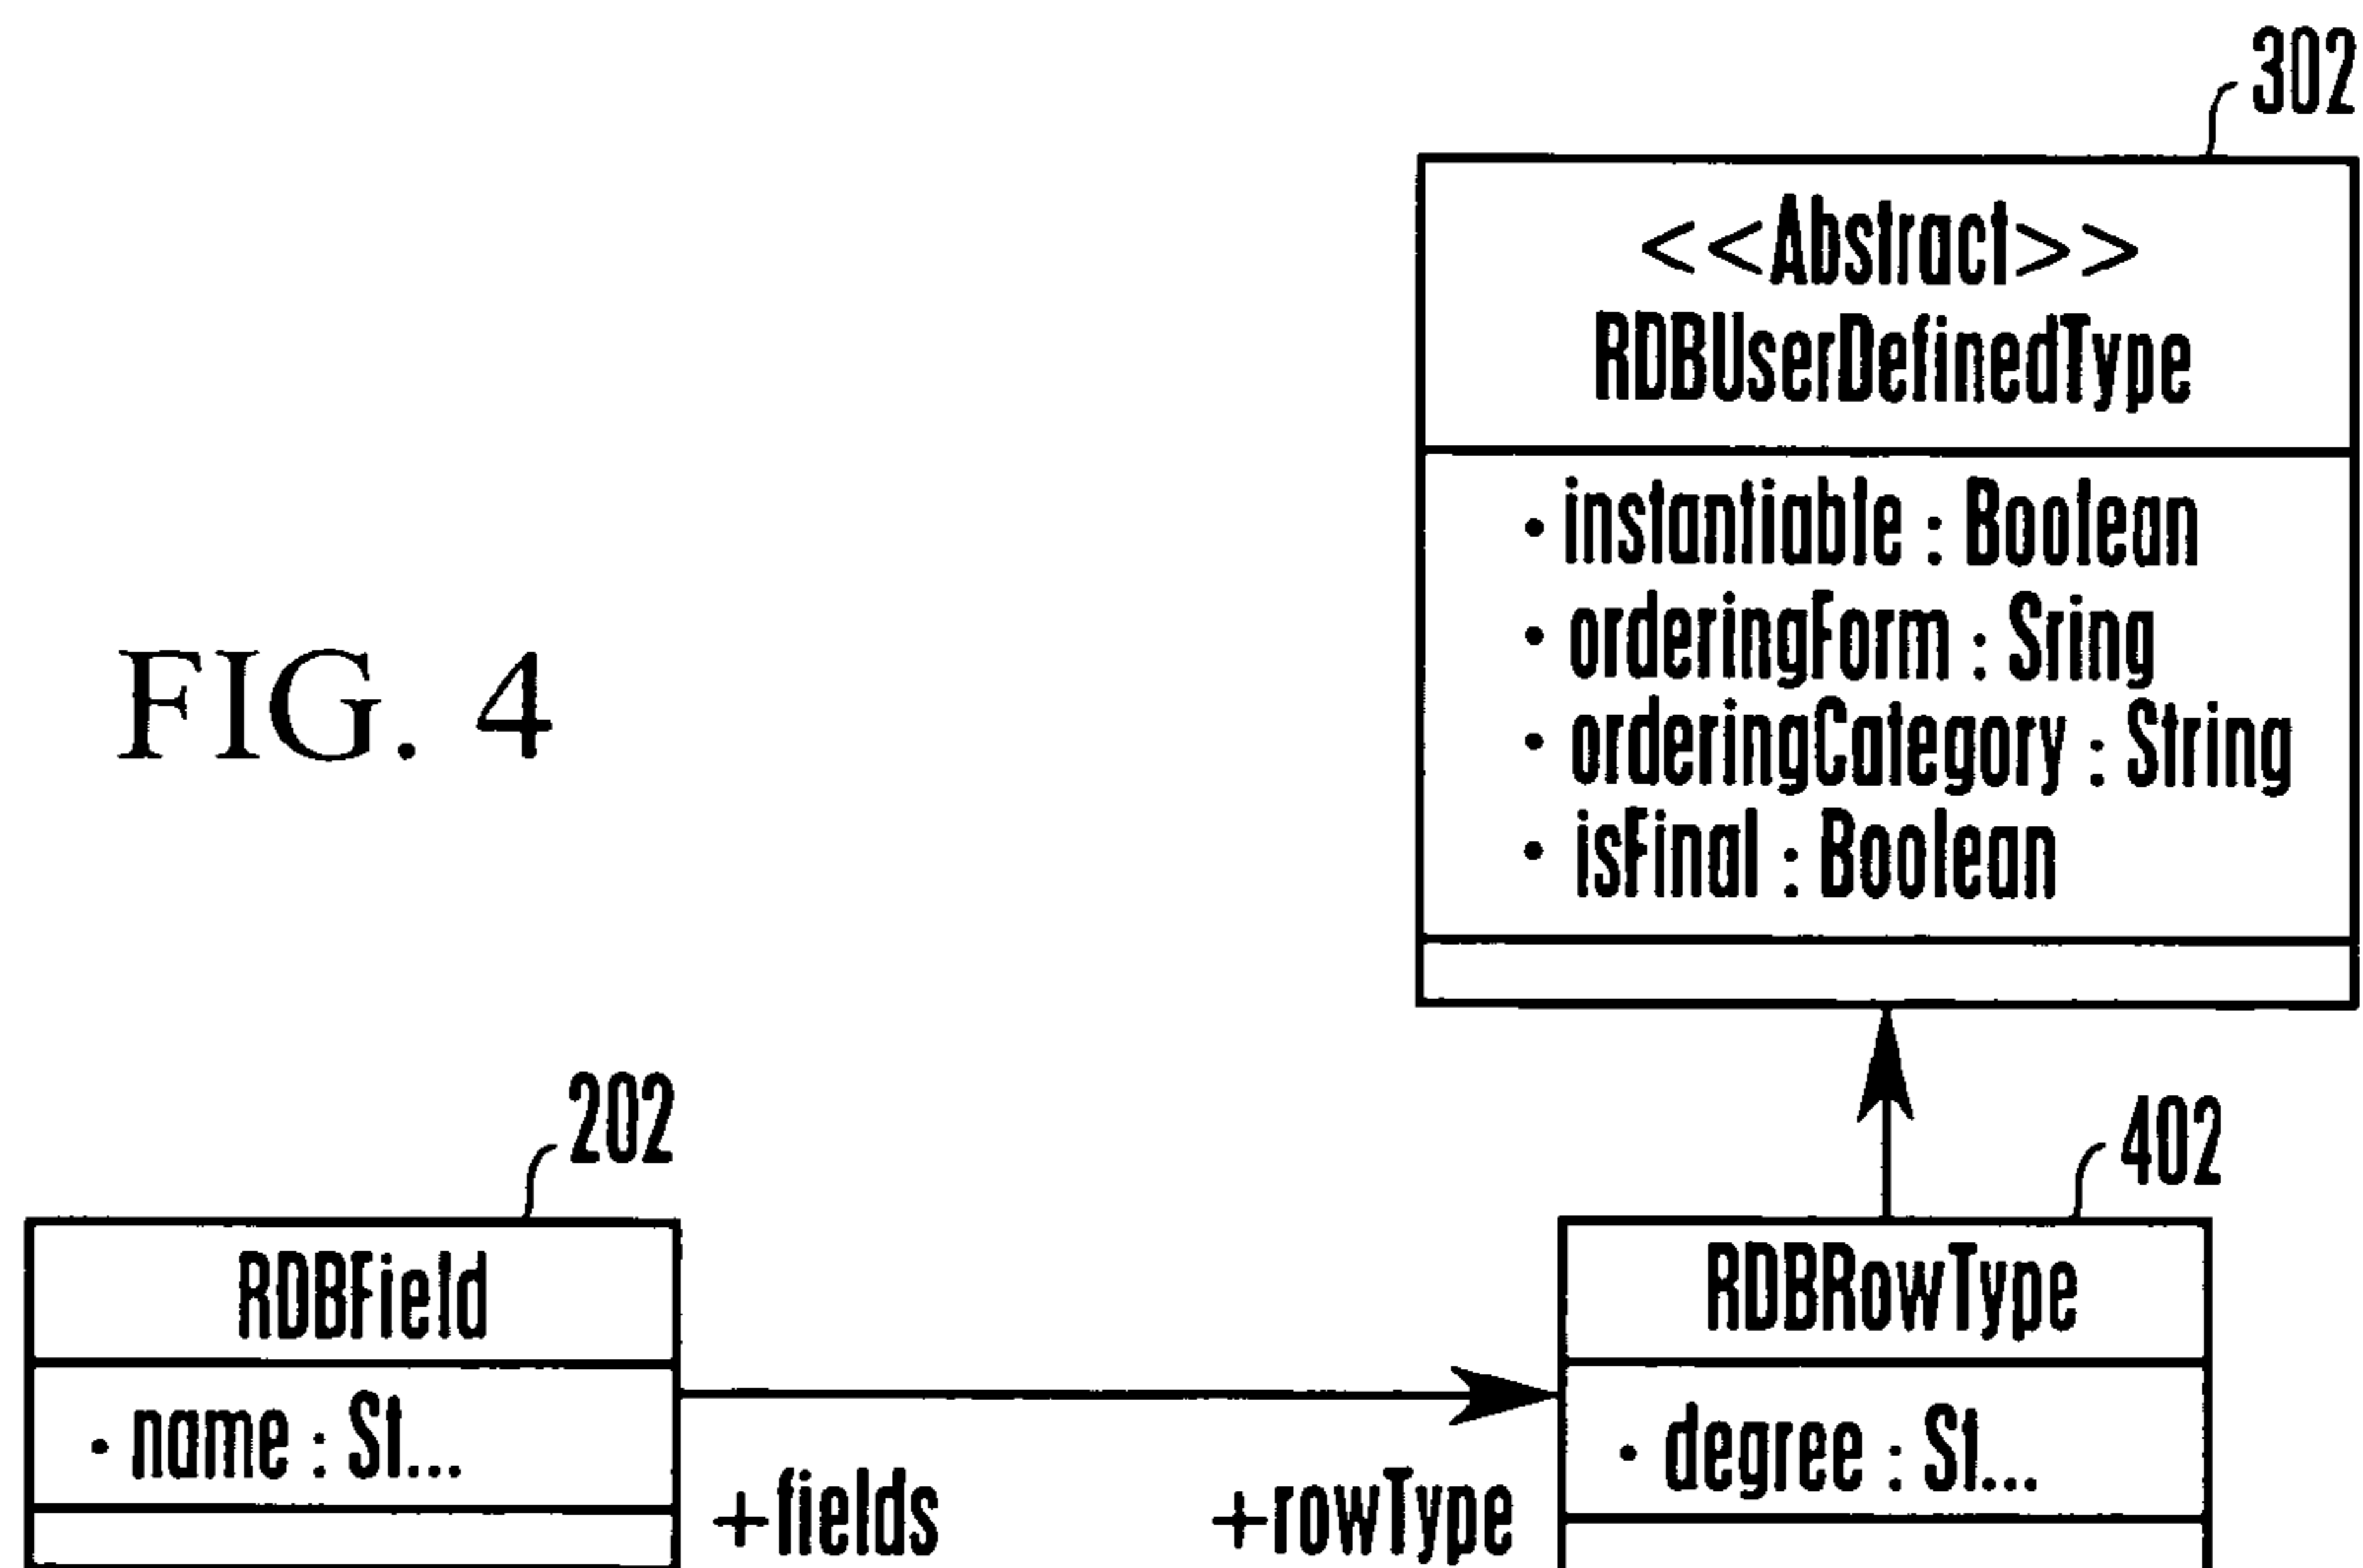 302
<<Abstract>>
RDBUserDefinedType
• instantiable : Boolean
• orderingForm : Sring
• orderingCategory : String
• isFinal : Boolean
FIG. 4
202
402
RDBField
RDBRowType
• name : St...
• degree : St...
+fields
+rowType